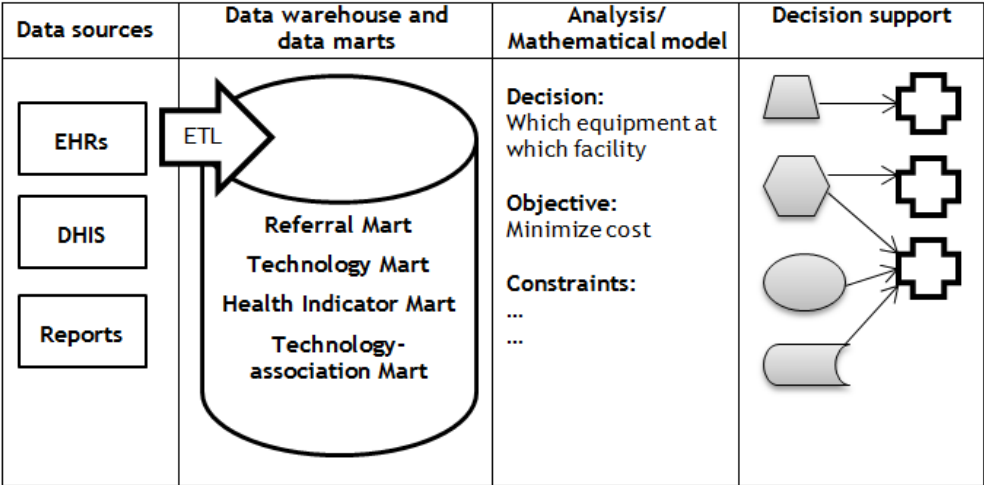 Data sources
Data warehouse and
data marts
Analysis/
Mathematical model
Decision support
EHRs
DHIS
Reports
ETL
Referral Mart
Technology Mart
Health Indicator Mart
Technology-
association Mart
Decision:
Which equipment at
which facility
Objective:
Minimize cost
Constraints:
...
...